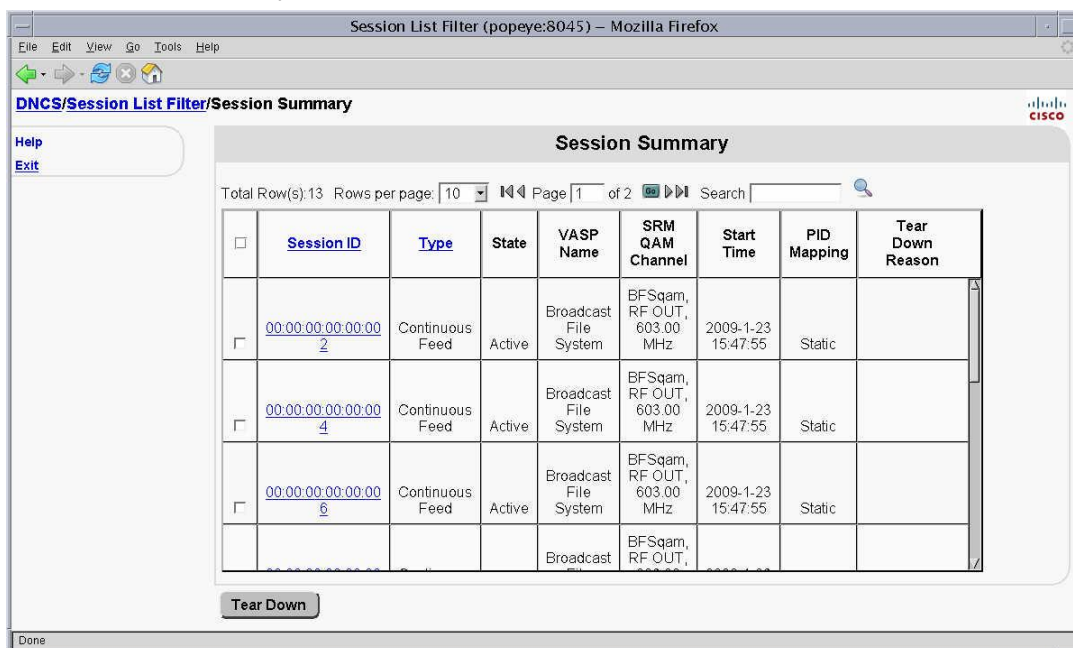 Session List Filter (popeye:8045) – Mozilla Firefox
File Edit View Go Tools Help
DNCS/Session List Filter/Session Summary
CISCO
Help
Exit
Session Summary
Total Row(s):13 Rows per page: 10 Page 1 of 2 Go Search
Session ID Type State VASP Name SRM QAM Channel Start Time PID Mapping Tear Down Reason
00:00:00:00:00:00 2 Continuous Feed Active Broadcast File System BFSqam, RF OUT, 603.00 MHz 2009-1-23 15:47:55 Static
00:00:00:00:00:00 4 Continuous Feed Active Broadcast File System BFSqam, RF OUT, 603.00 MHz 2009-1-23 15:47:55 Static
00:00:00:00:00:00 6 Continuous Feed Active Broadcast File System BFSqam, RF OUT, 603.00 MHz 2009-1-23 15:47:55 Static
Broadcast BFSqam, RF OUT,
Tear Down
Done